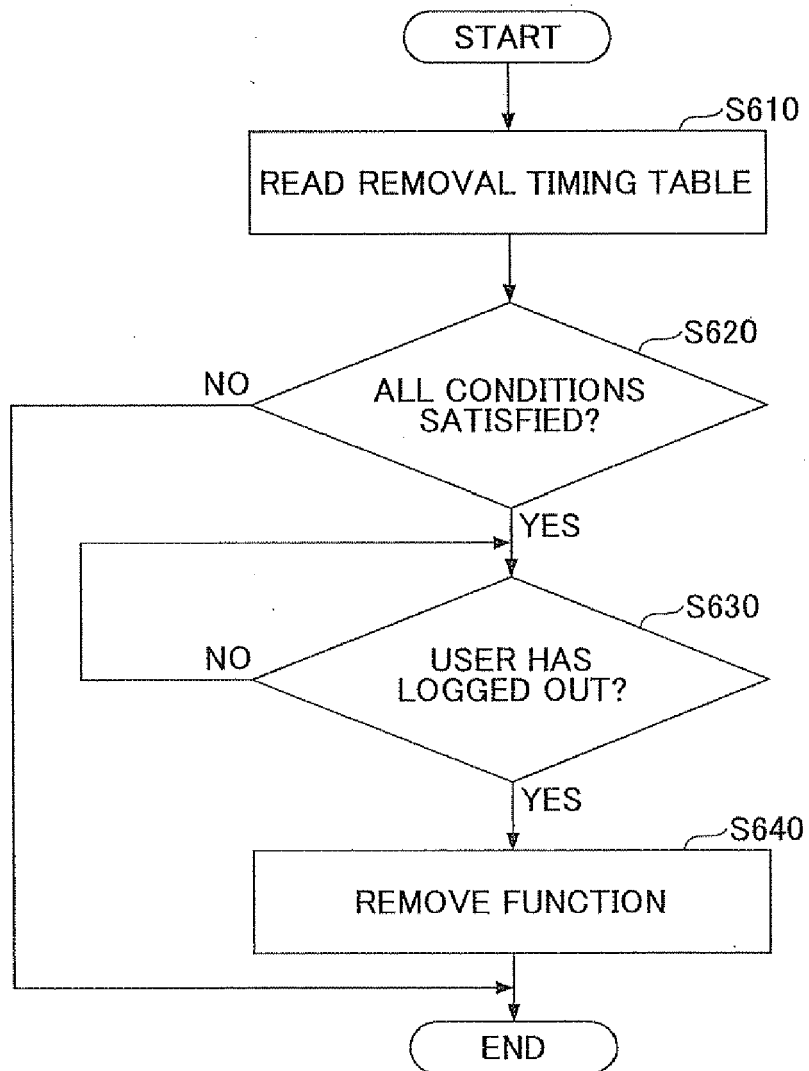 START
S610
READ REMOVAL TIMING TABLE
S620
NO
ALL CONDITIONS
SATISFIED?
YES
S630
NO
USER HAS
LOGGED OUT?
YES
S640
REMOVE FUNCTION
END